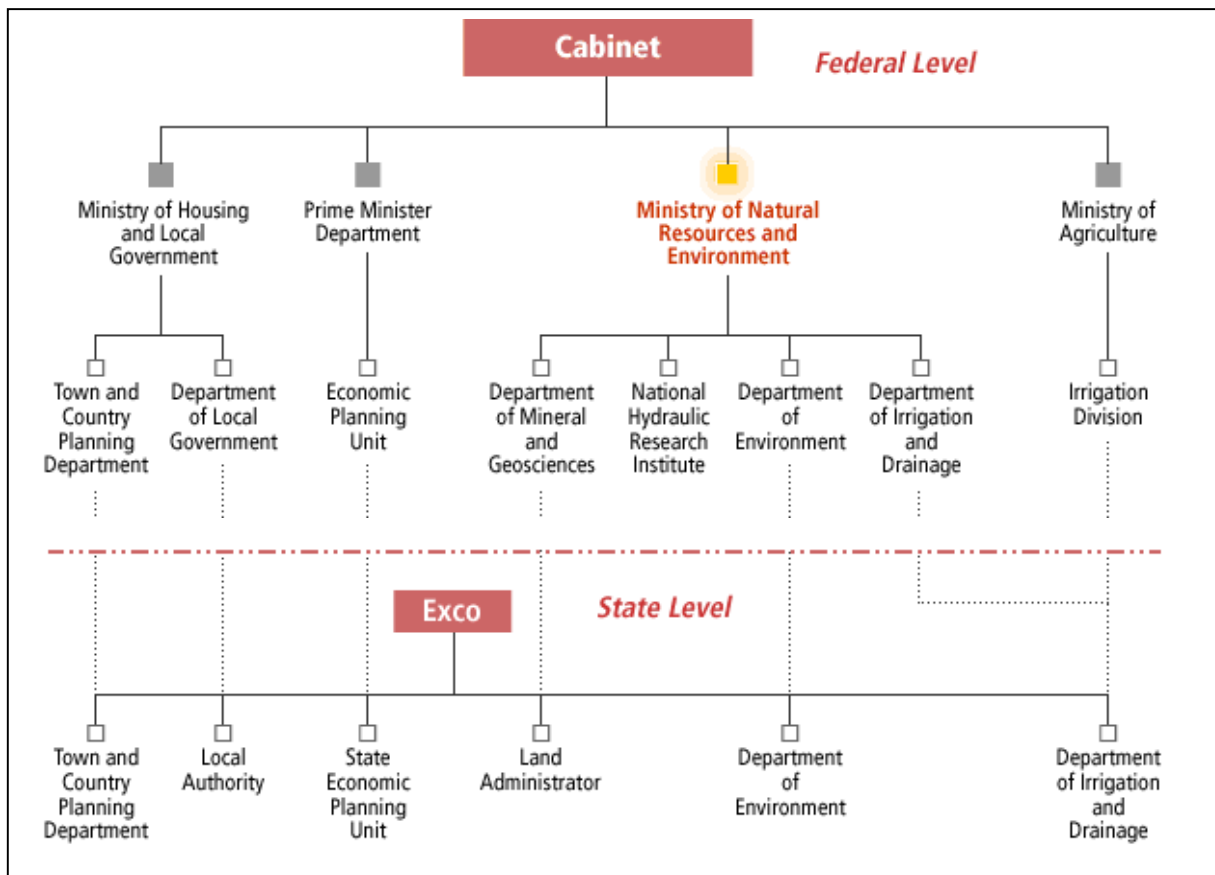 Cabinet
Federal Level
Ministry of Housing
and Local
Government
Prime Minister
Department
Ministry of Natural
Resources and
Environment
Ministry of
Agriculture
Town and
Country
Planning
Department
Department
of Local
Government
Economic
Planning
Unit
Department
of Mineral
and
Geosciences
National
Hydraulic
Research
Institute
Department
of
Environment
Department
of Irrigation
and
Drainage
Irrigation
Division
Exco
State Level
Town and
Country
Planning
Department
Local
Authority
State
Economic
Planning
Unit
Land
Administrator
Department
of
Environment
Department
of Irrigation
and
Drainage